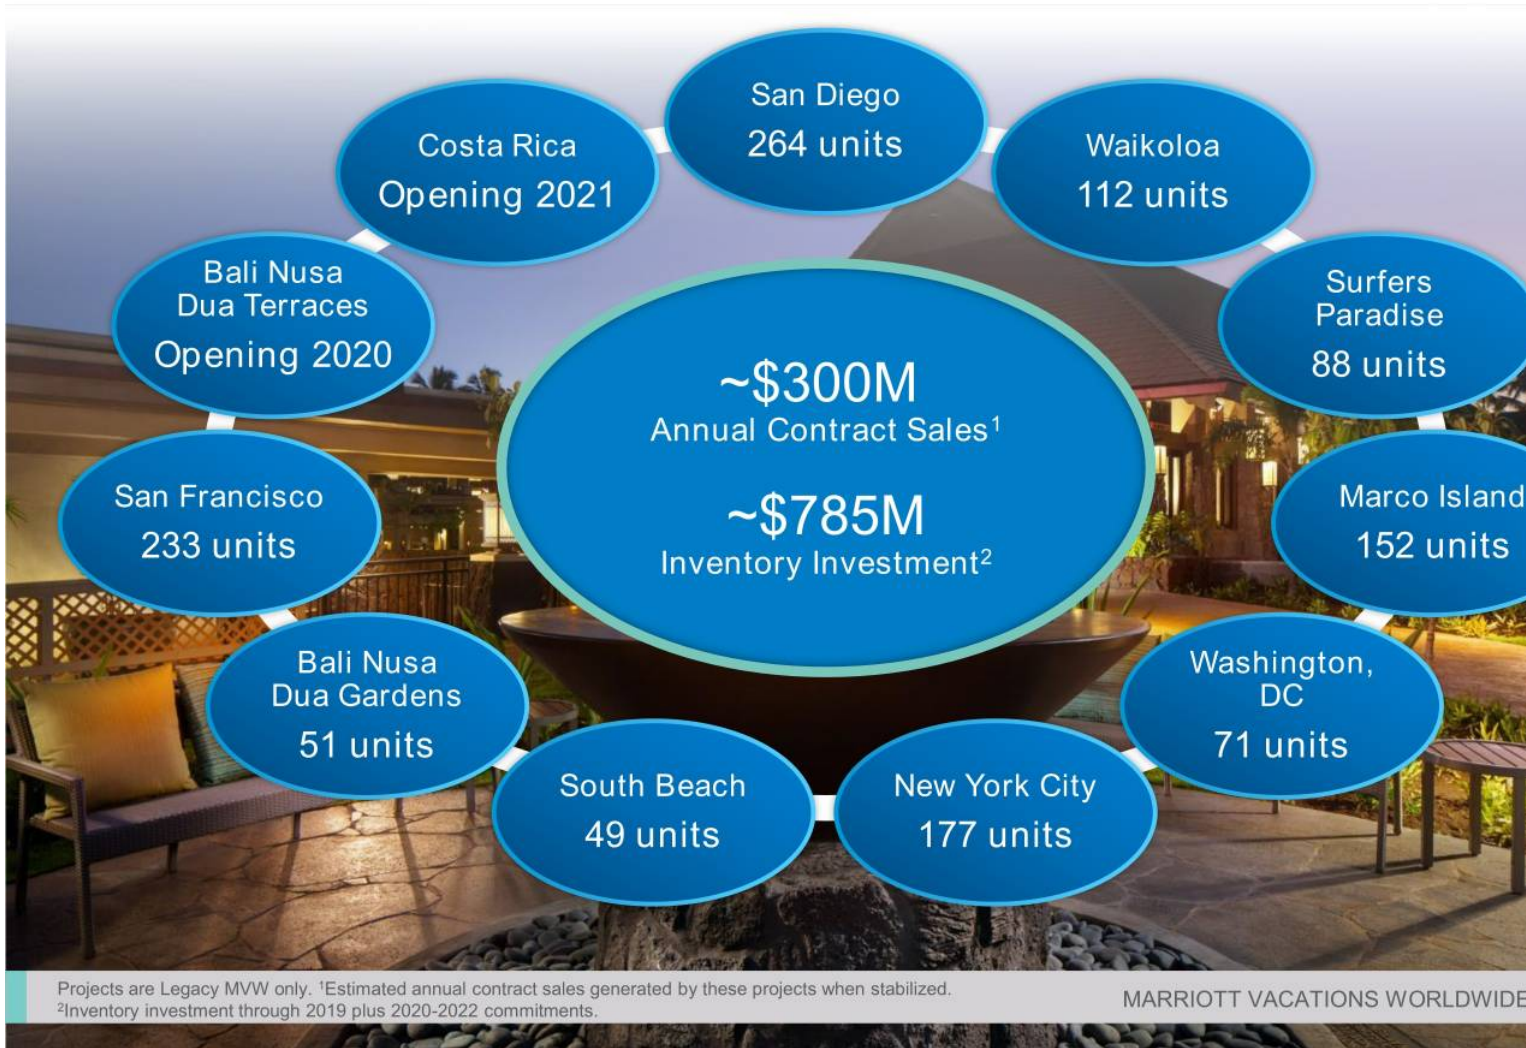 San Diego
264 units
Costa Rica
Opening 2021
Waikoloa
112 units
Bali Nusa
Dua Terraces
Opening 2020
Surfers
Paradise
88 units
~$300M
Annual Contract Sales¹
~$785M
Inventory Investment²
San Francisco
233 units
Marco Island
152 units
Bali Nusa
Dua Gardens
51 units
Washington,
DC
71 units
South Beach
49 units
New York City
177 units
Projects are Legacy MVW only. ¹Estimated annual contract sales generated by these projects when stabilized.
²Inventory investment through 2019 plus 2020-2022 commitments.
MARRIOTT VACATIONS WORLDWIDE